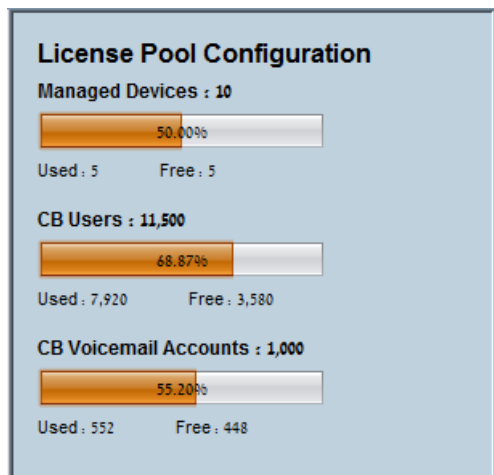 License Pool Configuration
Managed Devices : 10
50.00%
Used : 5 Free : 5
CB Users : 11,500
68.87%
Used : 7,920 Free : 3,580
CB Voicemail Accounts : 1,000
55.20%
Used : 552 Free : 448